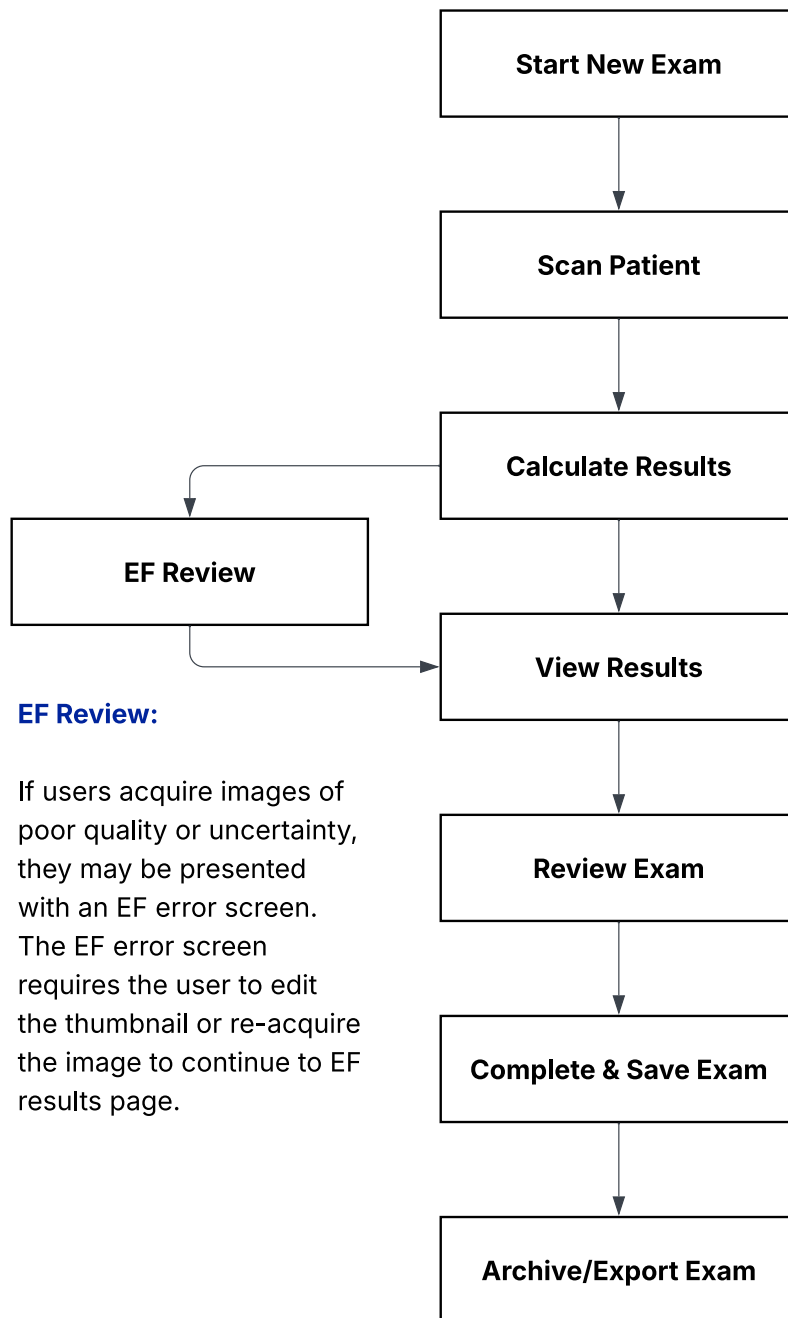 Start New Exam
Scan Patient
Calculate Results
EF Review
View Results
EF Review:
If users acquire images of
poor quality or uncertainty,
they may be presented
with an EF error screen.
The EF error screen
requires the user to edit
the thumbnail or re-acquire
the image to continue to EF
results page.
Review Exam
Complete & Save Exam
Archive/Export Exam